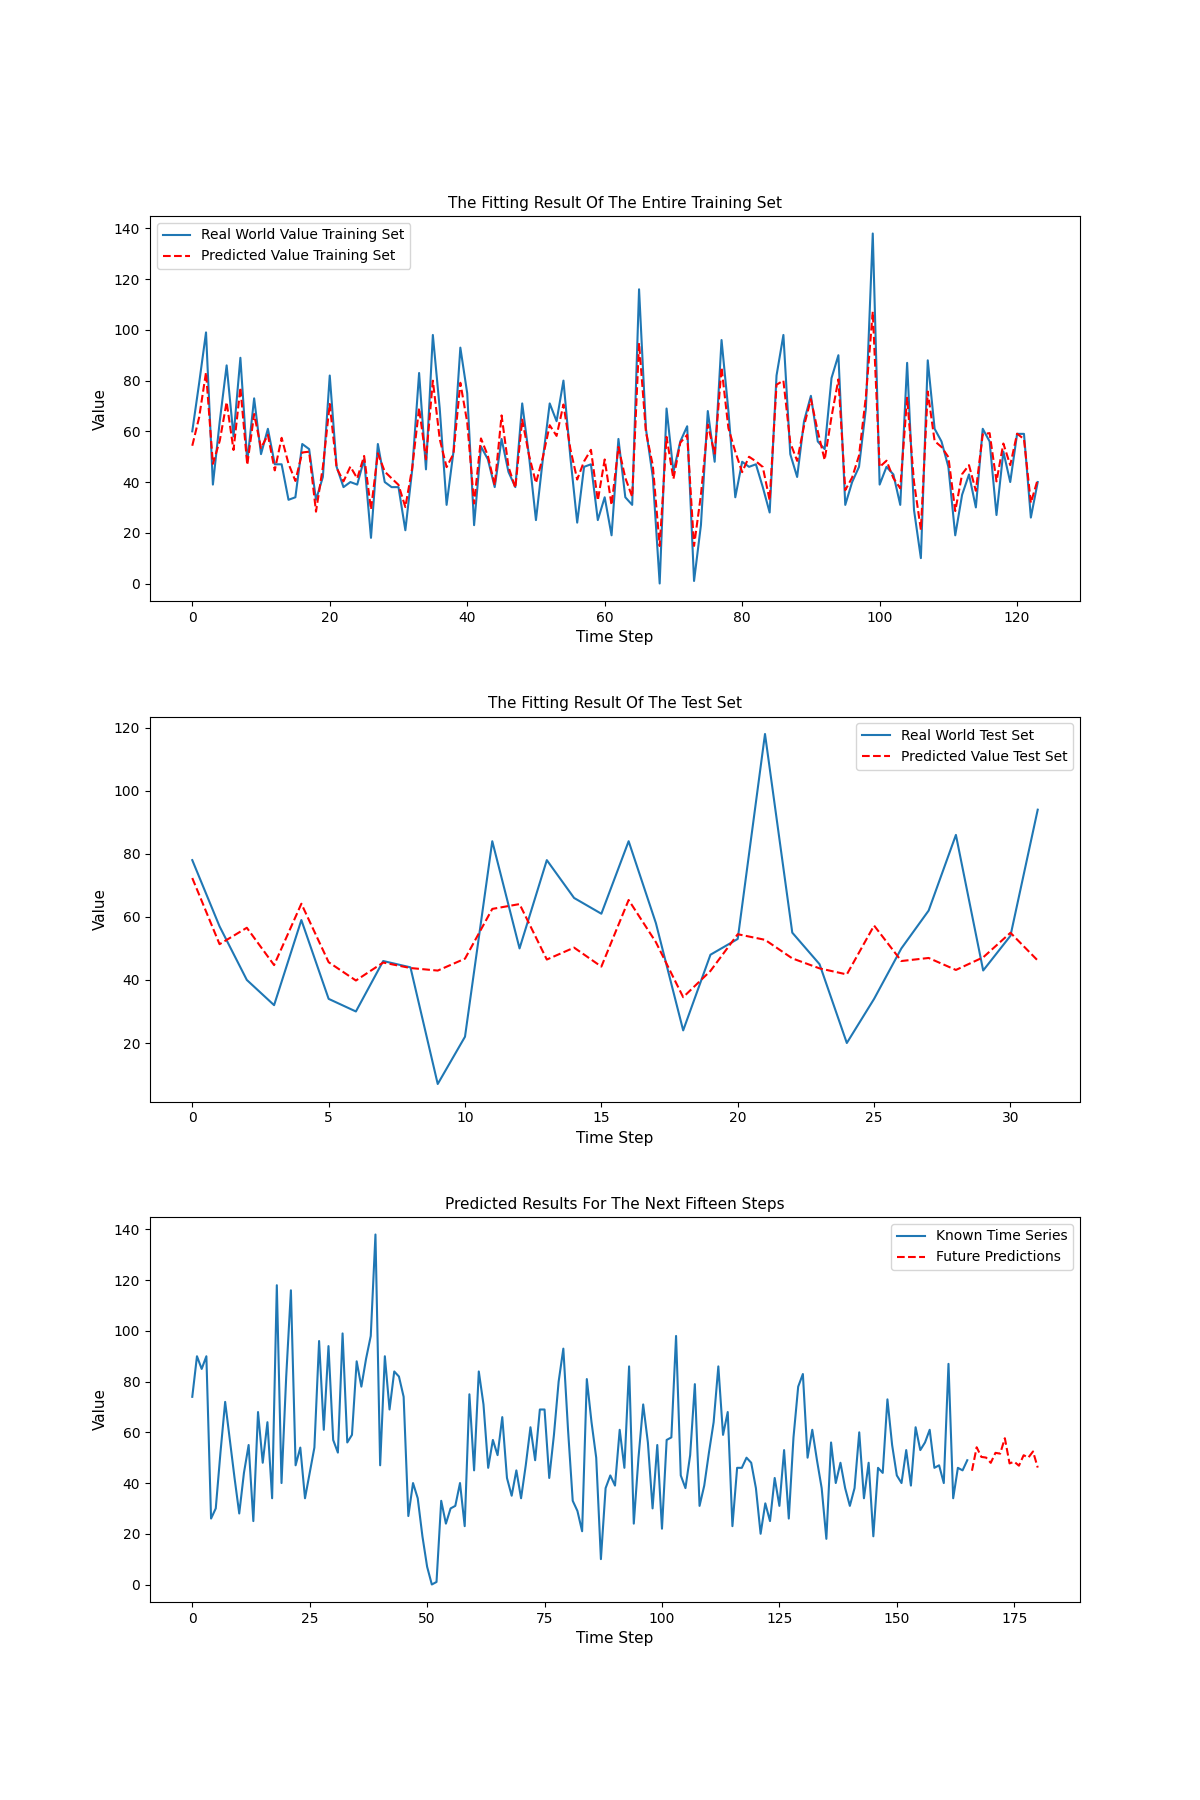 The Fitting Result Of The Entire Training Set
Real World Value Training Set
Predicted Value Training Set
Value
140
120
100
80
60
40
20
0
0 20 40 60 80 100 120
Time Step
The Fitting Result Of The Test Set
Real World Test Set
Predicted Value Test Set
Value
120
100
80
60
40
20
0 5 10 15 20 25 30
Time Step
Predicted Results For The Next Fifteen Steps
Known Time Series
Future Predictions
Value
140
120
100
80
60
40
20
0
0 25 50 75 100 125 150 175
Time Step